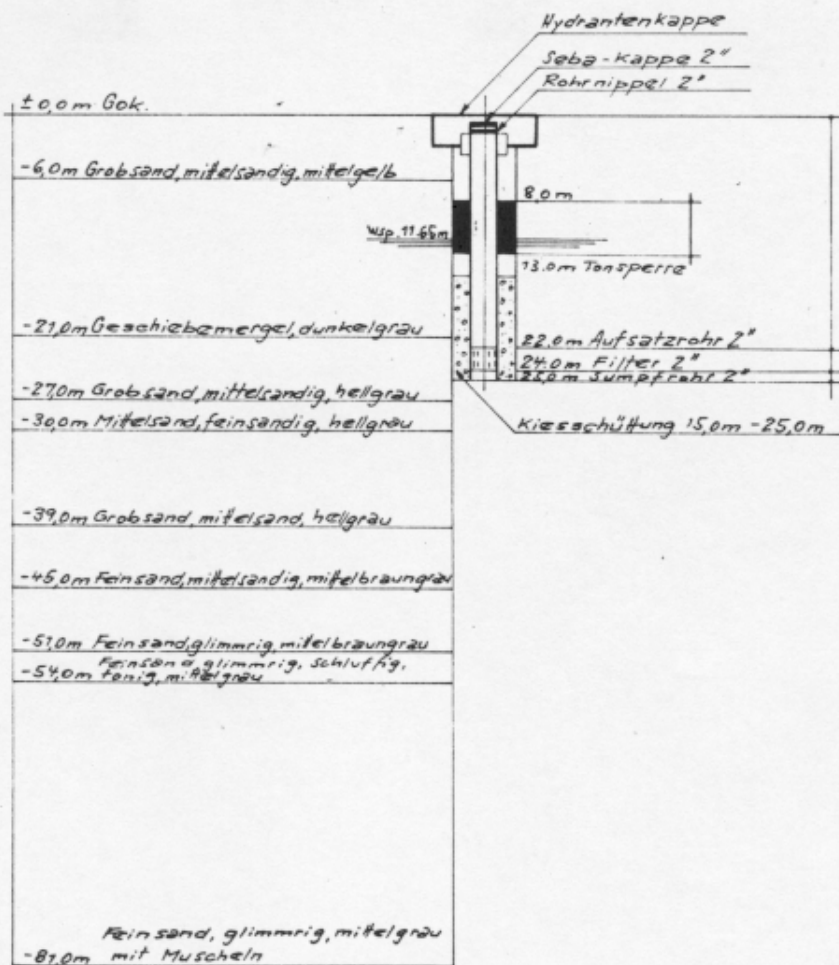 Hydrantenkappe
Seba-Kappe 2"
Rohrnippel 2"
±0,0m Gok.
-6,0m Grobsand, mittelsandig, mittelgelb
8,0m
Wsp. 11.65m
13.0m Tonsperre
-21,0m Geschiebemergel, dunkelgrau
22,0m Aufsatzrohr 2"
24.0m Filter 2"
25,0m Sumpfrohr 2"
-27,0m Grobsand, mittelsandig, hellgrau
-30,0m Mittelsand, feinsandig, hellgrau
Kiesschüttung 15,0m - 25,0m
-39,0m Grobsand, mittelsand, hellgrau
-45,0m Feinsand, mittelsandig, mittelbraungrau
-51,0m Feinsand, glimmrig, mittelbraungrau
Feinsand, glimmrig, schluffig,
-54,0m tonig, mittelgrau
Feinsand, glimmrig, mittelgrau
-81,0m mit Muscheln